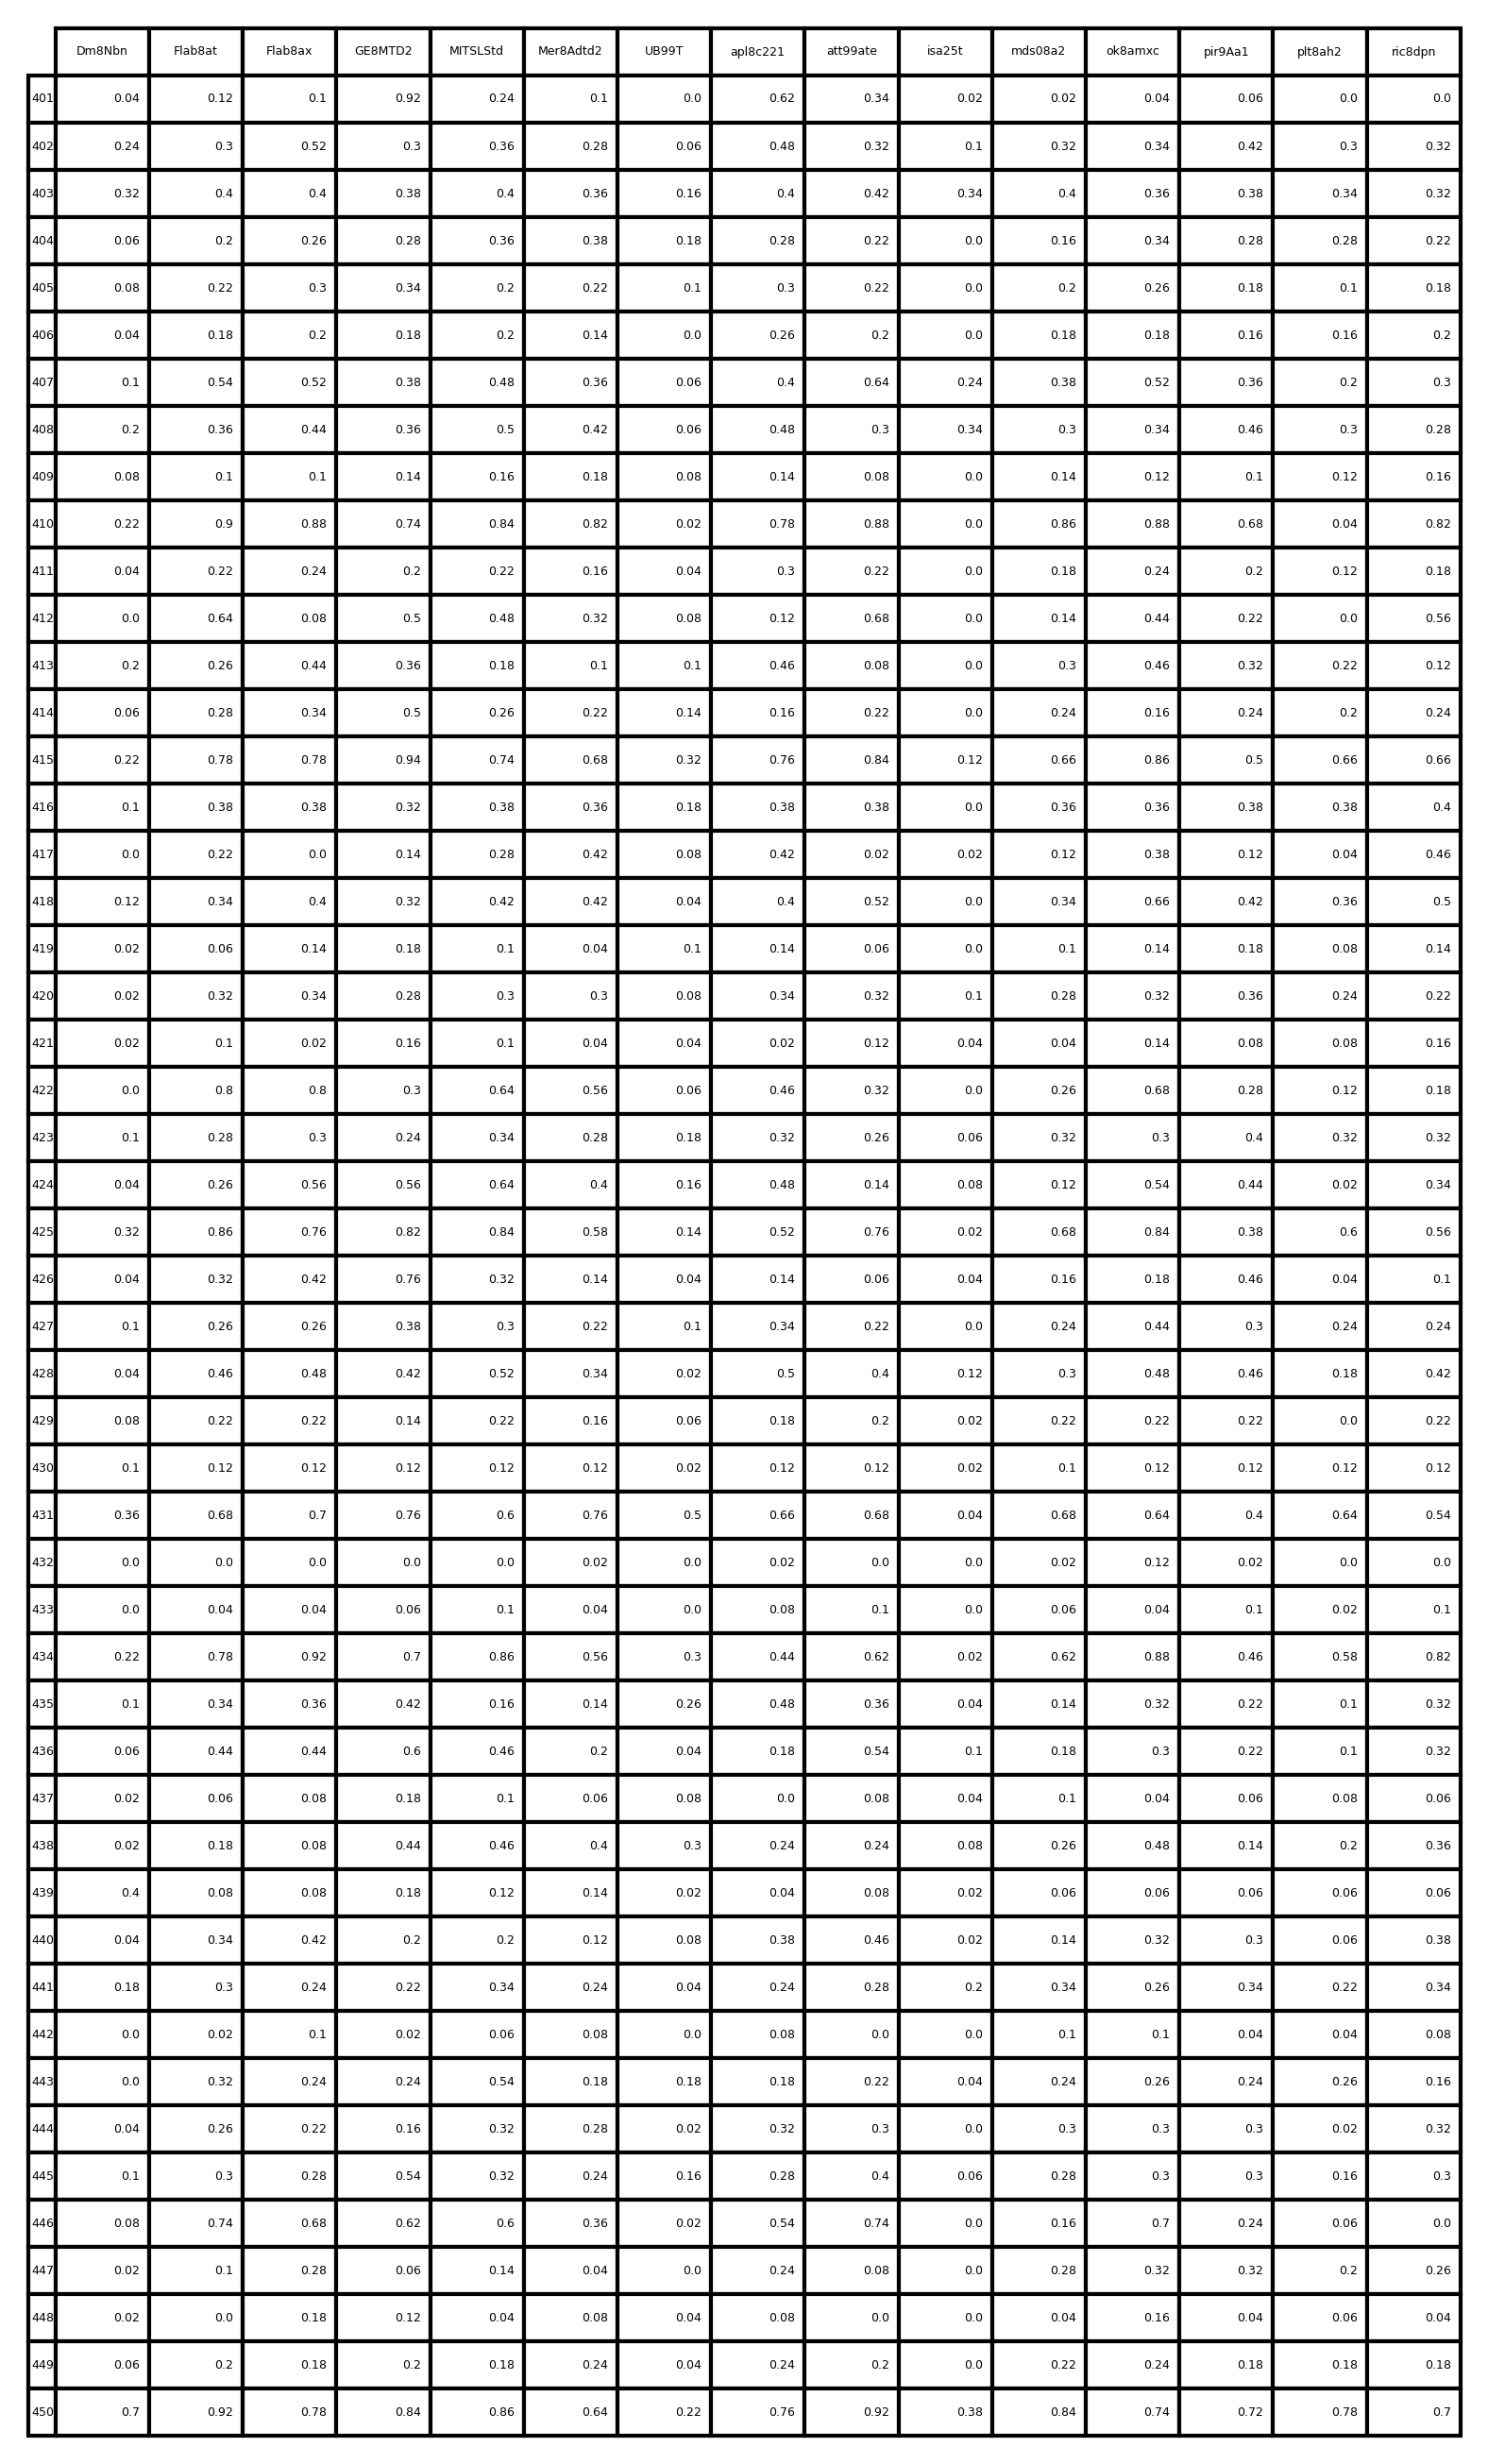 Dm8Nbn Flab8at Flab8ax GE8MTD2 MITSLStd Mer8Adtd2 UB99T apl8c221 att99ate isa25t mds08a2 ok8amxc pir9Aa1 plt8ah2 ric8dpn
401 0.04 0.12 0.1 0.92 0.24 0.1 0.0 0.62 0.34 0.02 0.02 0.04 0.06 0.0 0.0
402 0.24 0.3 0.52 0.3 0.36 0.28 0.06 0.48 0.32 0.1 0.32 0.34 0.42 0.3 0.32
403 0.32 0.4 0.4 0.38 0.4 0.36 0.16 0.4 0.42 0.34 0.4 0.36 0.38 0.34 0.32
404 0.06 0.2 0.26 0.28 0.36 0.38 0.18 0.28 0.22 0.0 0.16 0.34 0.28 0.28 0.22
405 0.08 0.22 0.3 0.34 0.2 0.22 0.1 0.3 0.22 0.0 0.2 0.26 0.18 0.1 0.18
406 0.04 0.18 0.2 0.18 0.2 0.14 0.0 0.26 0.2 0.0 0.18 0.18 0.16 0.16 0.2
407 0.1 0.54 0.52 0.38 0.48 0.36 0.06 0.4 0.64 0.24 0.38 0.52 0.36 0.2 0.3
408 0.2 0.36 0.44 0.36 0.5 0.42 0.06 0.48 0.3 0.34 0.3 0.34 0.46 0.3 0.28
409 0.08 0.1 0.1 0.14 0.16 0.18 0.08 0.14 0.08 0.0 0.14 0.12 0.1 0.12 0.16
410 0.22 0.9 0.88 0.74 0.84 0.82 0.02 0.78 0.88 0.0 0.86 0.88 0.68 0.04 0.82
411 0.04 0.22 0.24 0.2 0.22 0.16 0.04 0.3 0.22 0.0 0.18 0.24 0.2 0.12 0.18
412 0.0 0.64 0.08 0.5 0.48 0.32 0.08 0.12 0.68 0.0 0.14 0.44 0.22 0.0 0.56
413 0.2 0.26 0.44 0.36 0.18 0.1 0.1 0.46 0.08 0.0 0.3 0.46 0.32 0.22 0.12
414 0.06 0.28 0.34 0.5 0.26 0.22 0.14 0.16 0.22 0.0 0.24 0.16 0.24 0.2 0.24
415 0.22 0.78 0.78 0.94 0.74 0.68 0.32 0.76 0.84 0.12 0.66 0.86 0.5 0.66 0.66
416 0.1 0.38 0.38 0.32 0.38 0.36 0.18 0.38 0.38 0.0 0.36 0.36 0.38 0.38 0.4
417 0.0 0.22 0.0 0.14 0.28 0.42 0.08 0.42 0.02 0.02 0.12 0.38 0.12 0.04 0.46
418 0.12 0.34 0.4 0.32 0.42 0.42 0.04 0.4 0.52 0.0 0.34 0.66 0.42 0.36 0.5
419 0.02 0.06 0.14 0.18 0.1 0.04 0.1 0.14 0.06 0.0 0.1 0.14 0.18 0.08 0.14
420 0.02 0.32 0.34 0.28 0.3 0.3 0.08 0.34 0.32 0.1 0.28 0.32 0.36 0.24 0.22
421 0.02 0.1 0.02 0.16 0.1 0.04 0.04 0.02 0.12 0.04 0.04 0.14 0.08 0.08 0.16
422 0.0 0.8 0.8 0.3 0.64 0.56 0.06 0.46 0.32 0.0 0.26 0.68 0.28 0.12 0.18
423 0.1 0.28 0.3 0.24 0.34 0.28 0.18 0.32 0.26 0.06 0.32 0.3 0.4 0.32 0.32
424 0.04 0.26 0.56 0.56 0.64 0.4 0.16 0.48 0.14 0.08 0.12 0.54 0.44 0.02 0.34
425 0.32 0.86 0.76 0.82 0.84 0.58 0.14 0.52 0.76 0.02 0.68 0.84 0.38 0.6 0.56
426 0.04 0.32 0.42 0.76 0.32 0.14 0.04 0.14 0.06 0.04 0.16 0.18 0.46 0.04 0.1
427 0.1 0.26 0.26 0.38 0.3 0.22 0.1 0.34 0.22 0.0 0.24 0.44 0.3 0.24 0.24
428 0.04 0.46 0.48 0.42 0.52 0.34 0.02 0.5 0.4 0.12 0.3 0.48 0.46 0.18 0.42
429 0.08 0.22 0.22 0.14 0.22 0.16 0.06 0.18 0.2 0.02 0.22 0.22 0.22 0.0 0.22
430 0.1 0.12 0.12 0.12 0.12 0.12 0.02 0.12 0.12 0.02 0.1 0.12 0.12 0.12 0.12
431 0.36 0.68 0.7 0.76 0.6 0.76 0.5 0.66 0.68 0.04 0.68 0.64 0.4 0.64 0.54
432 0.0 0.0 0.0 0.0 0.0 0.02 0.0 0.02 0.0 0.0 0.02 0.12 0.02 0.0 0.0
433 0.0 0.04 0.04 0.06 0.1 0.04 0.0 0.08 0.1 0.0 0.06 0.04 0.1 0.02 0.1
434 0.22 0.78 0.92 0.7 0.86 0.56 0.3 0.44 0.62 0.02 0.62 0.88 0.46 0.58 0.82
435 0.1 0.34 0.36 0.42 0.16 0.14 0.26 0.48 0.36 0.04 0.14 0.32 0.22 0.1 0.32
436 0.06 0.44 0.44 0.6 0.46 0.2 0.04 0.18 0.54 0.1 0.18 0.3 0.22 0.1 0.32
437 0.02 0.06 0.08 0.18 0.1 0.06 0.08 0.0 0.08 0.04 0.1 0.04 0.06 0.08 0.06
438 0.02 0.18 0.08 0.44 0.46 0.4 0.3 0.24 0.24 0.08 0.26 0.48 0.14 0.2 0.36
439 0.4 0.08 0.08 0.18 0.12 0.14 0.02 0.04 0.08 0.02 0.06 0.06 0.06 0.06 0.06
440 0.04 0.34 0.42 0.2 0.2 0.12 0.08 0.38 0.46 0.02 0.14 0.32 0.3 0.06 0.38
441 0.18 0.3 0.24 0.22 0.34 0.24 0.04 0.24 0.28 0.2 0.34 0.26 0.34 0.22 0.34
442 0.0 0.02 0.1 0.02 0.06 0.08 0.0 0.08 0.0 0.0 0.1 0.1 0.04 0.04 0.08
443 0.0 0.32 0.24 0.24 0.54 0.18 0.18 0.18 0.22 0.04 0.24 0.26 0.24 0.26 0.16
444 0.04 0.26 0.22 0.16 0.32 0.28 0.02 0.32 0.3 0.0 0.3 0.3 0.3 0.02 0.32
445 0.1 0.3 0.28 0.54 0.32 0.24 0.16 0.28 0.4 0.06 0.28 0.3 0.3 0.16 0.3
446 0.08 0.74 0.68 0.62 0.6 0.36 0.02 0.54 0.74 0.0 0.16 0.7 0.24 0.06 0.0
447 0.02 0.1 0.28 0.06 0.14 0.04 0.0 0.24 0.08 0.0 0.28 0.32 0.32 0.2 0.26
448 0.02 0.0 0.18 0.12 0.04 0.08 0.04 0.08 0.0 0.0 0.04 0.16 0.04 0.06 0.04
449 0.06 0.2 0.18 0.2 0.18 0.24 0.04 0.24 0.2 0.0 0.22 0.24 0.18 0.18 0.18
450 0.7 0.92 0.78 0.84 0.86 0.64 0.22 0.76 0.92 0.38 0.84 0.74 0.72 0.78 0.7